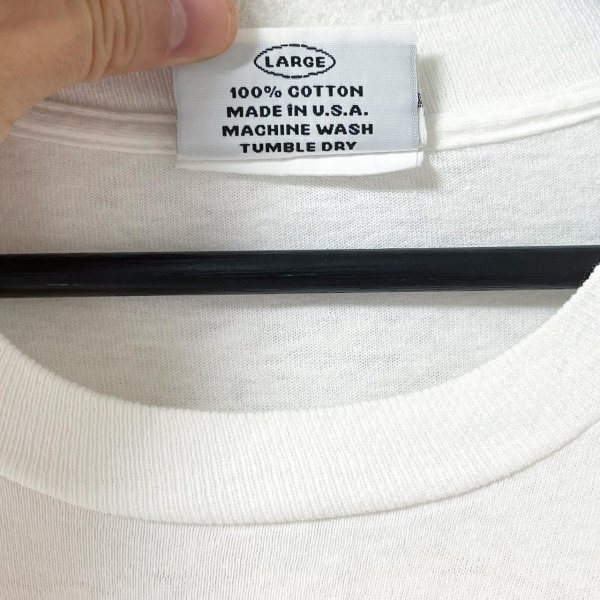 LARGE
100% COTTON
MADE IN U.S.A.
MACHINE WASH
TUMBLE DRY